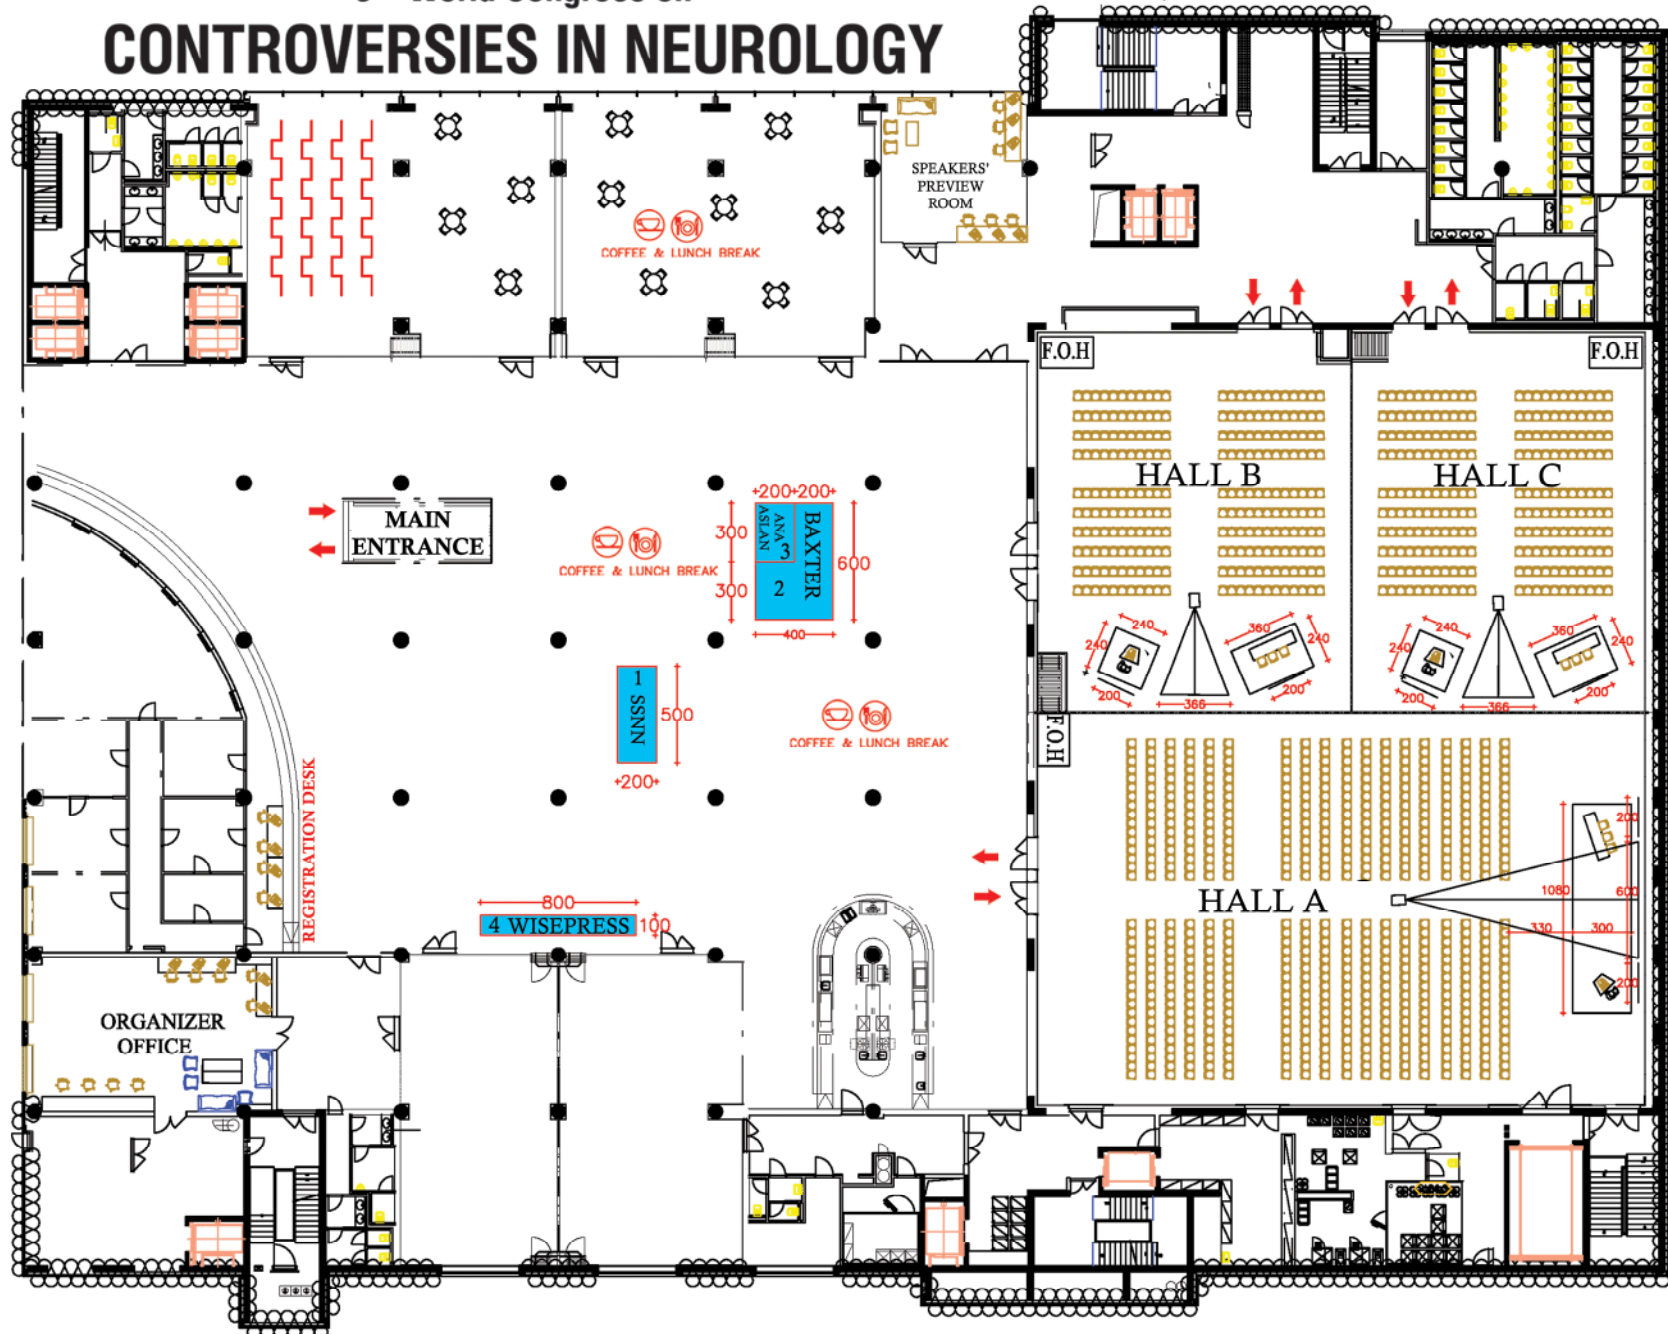 World Congress on
CONTROVERSIES IN NEUROLOGY
SPEAKERS'
PREVIEW
ROOM
COFFEE & LUNCH BREAK
F.O.H
F.O.H
HALL B
HALL C
MAIN
ENTRANCE
COFFEE & LUNCH BREAK
200
200
300
300
600
400
ANA
ASLAN
3
2
BAXTER
240
240
200
366
360
240
200
240
240
200
366
360
240
200
1
SSNN
500
200
COFFEE & LUNCH BREAK
F.O.H
REGISTRATION DESK
HALL A
200
1080
600
330
300
200
800
4 WISEPRESS
100
ORGANIZER
OFFICE